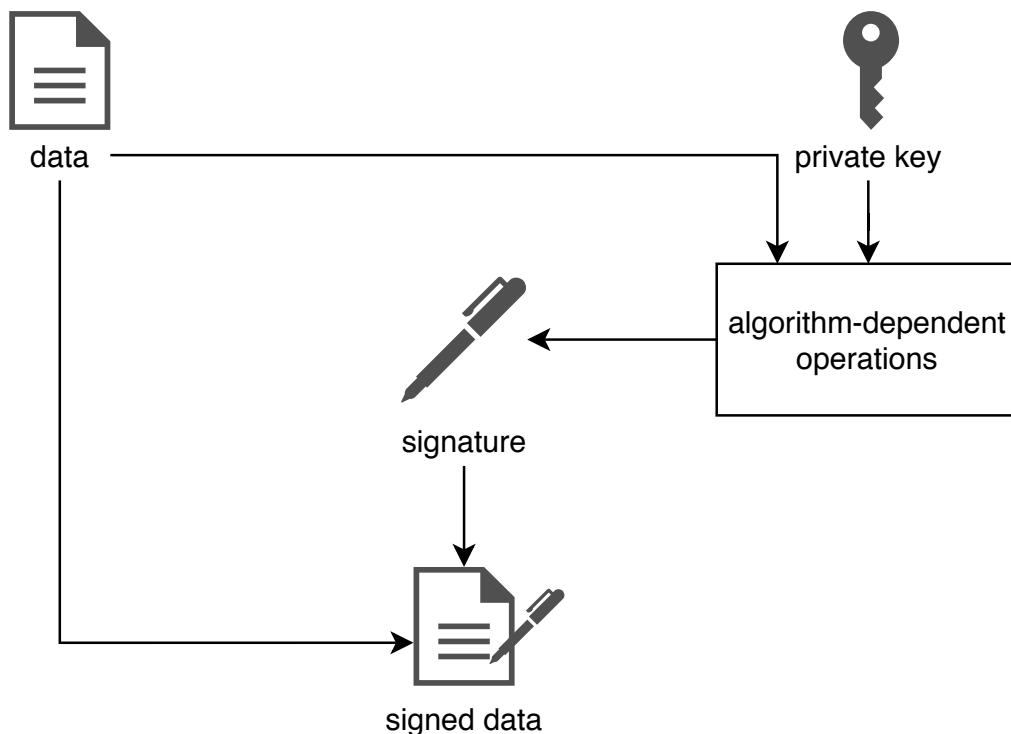 data
private key
algorithm-dependent
operations
signature
signed data